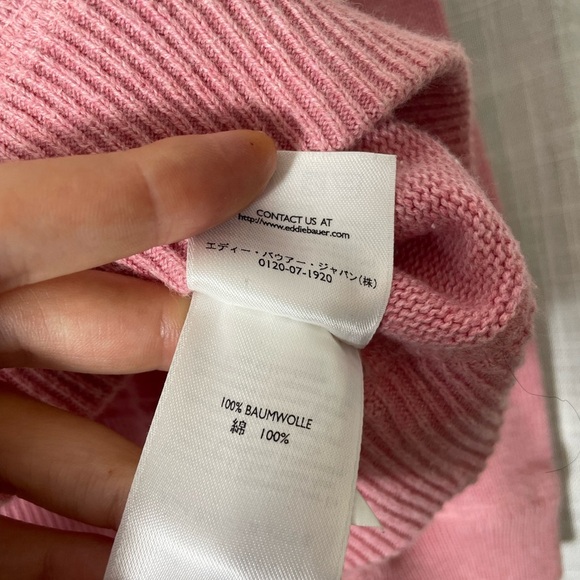 CONTACT US AT
http://www.eddiebauer.com
エディー・バウアー・ジャパン(株)
0120-07-1920
100% BAUMWOLLE
綿 100%